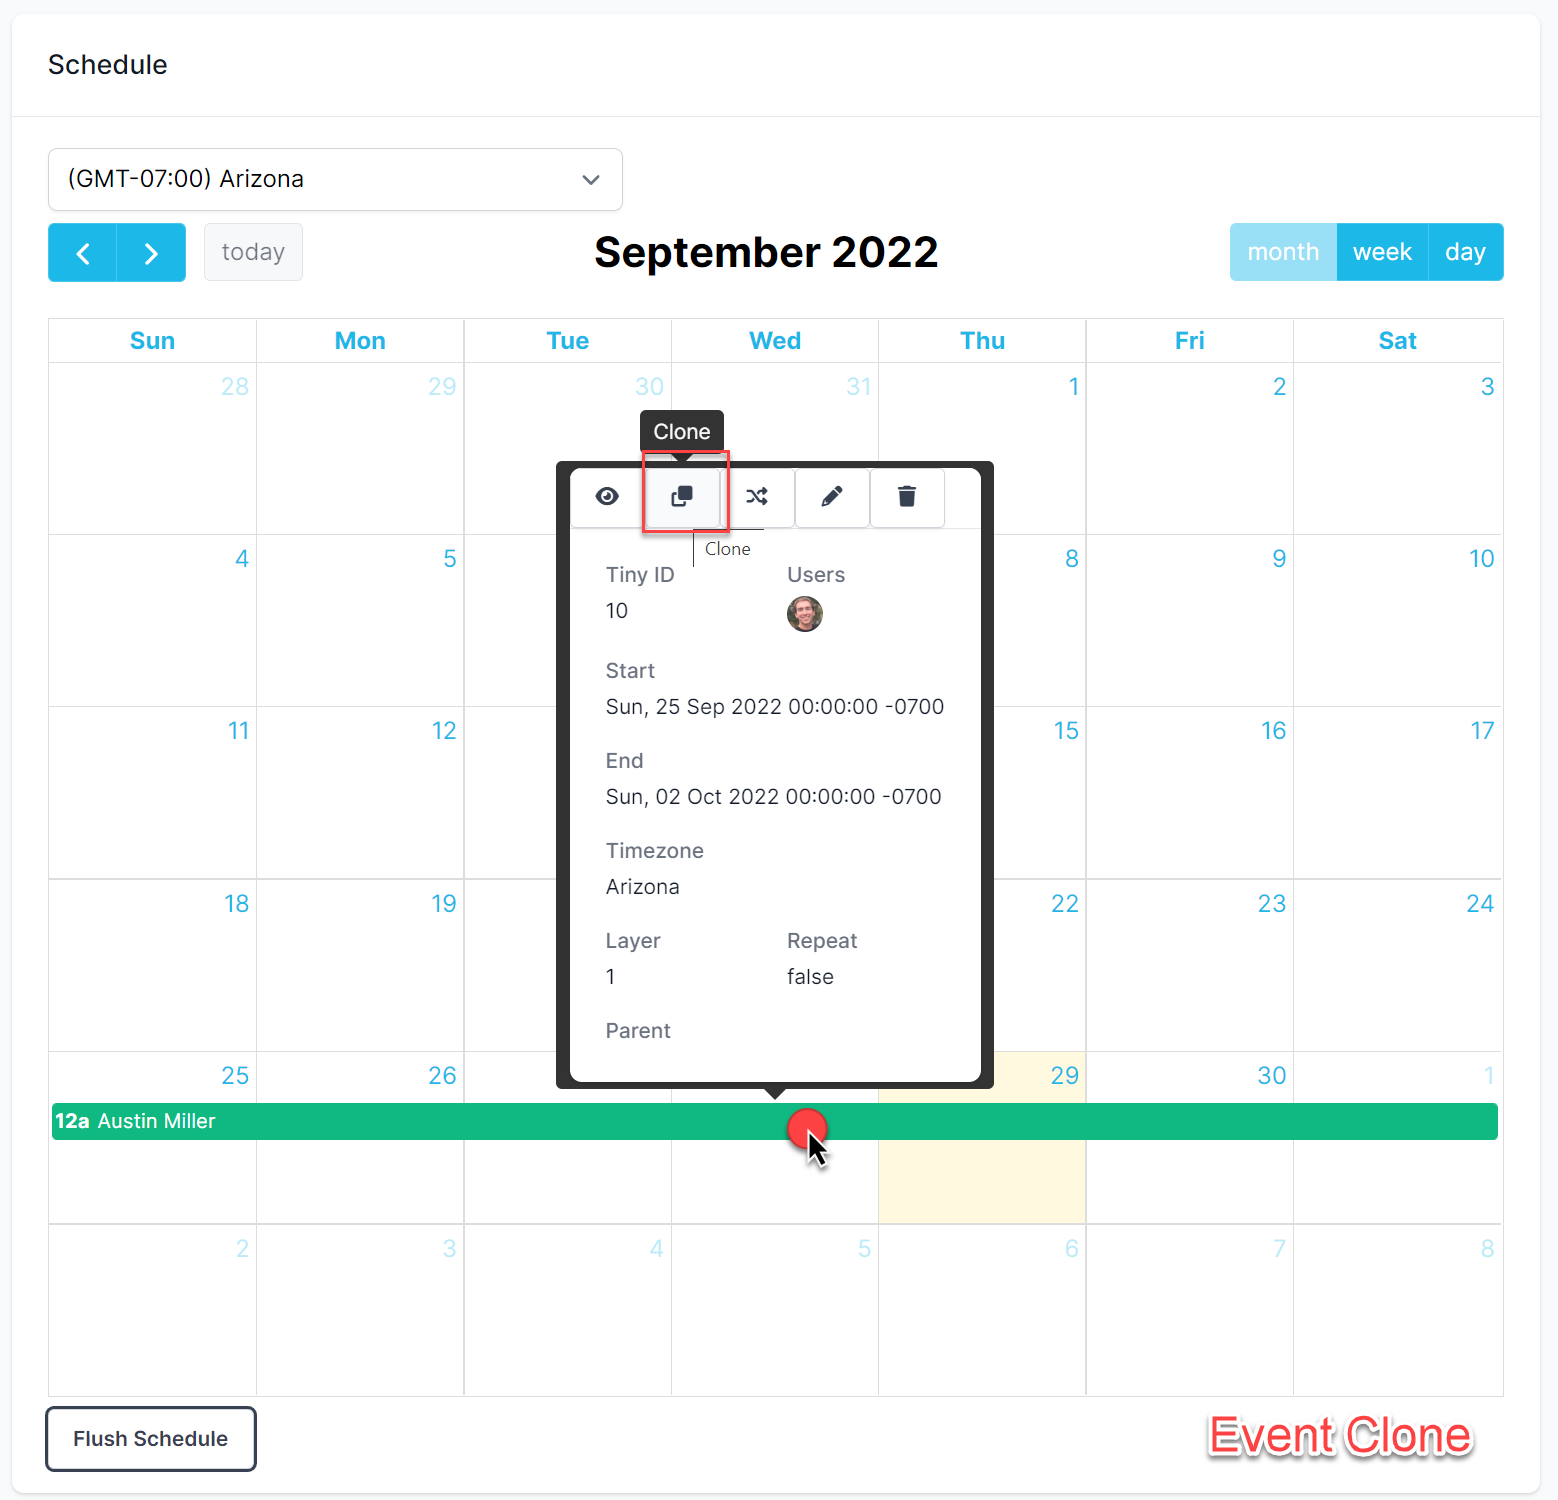 Schedule
(GMT-07:00) Arizona
today
September 2022
month week day
Sun Mon Tue Wed Thu Fri Sat
28 29 30 31 1 2 3
Clone
Clone
4 5 8 9 10
Tiny ID Users
10
Start
Sun, 25 Sep 2022 00:00:00 -0700
11 12 15 16 17
End
Sun, 02 Oct 2022 00:00:00 -0700
Timezone
Arizona
18 19 22 23 24
Layer Repeat
1 false
Parent
25 26 29 30 1
12a Austin Miller
2 3 4 5 6 7 8
Flush Schedule
Event Clone